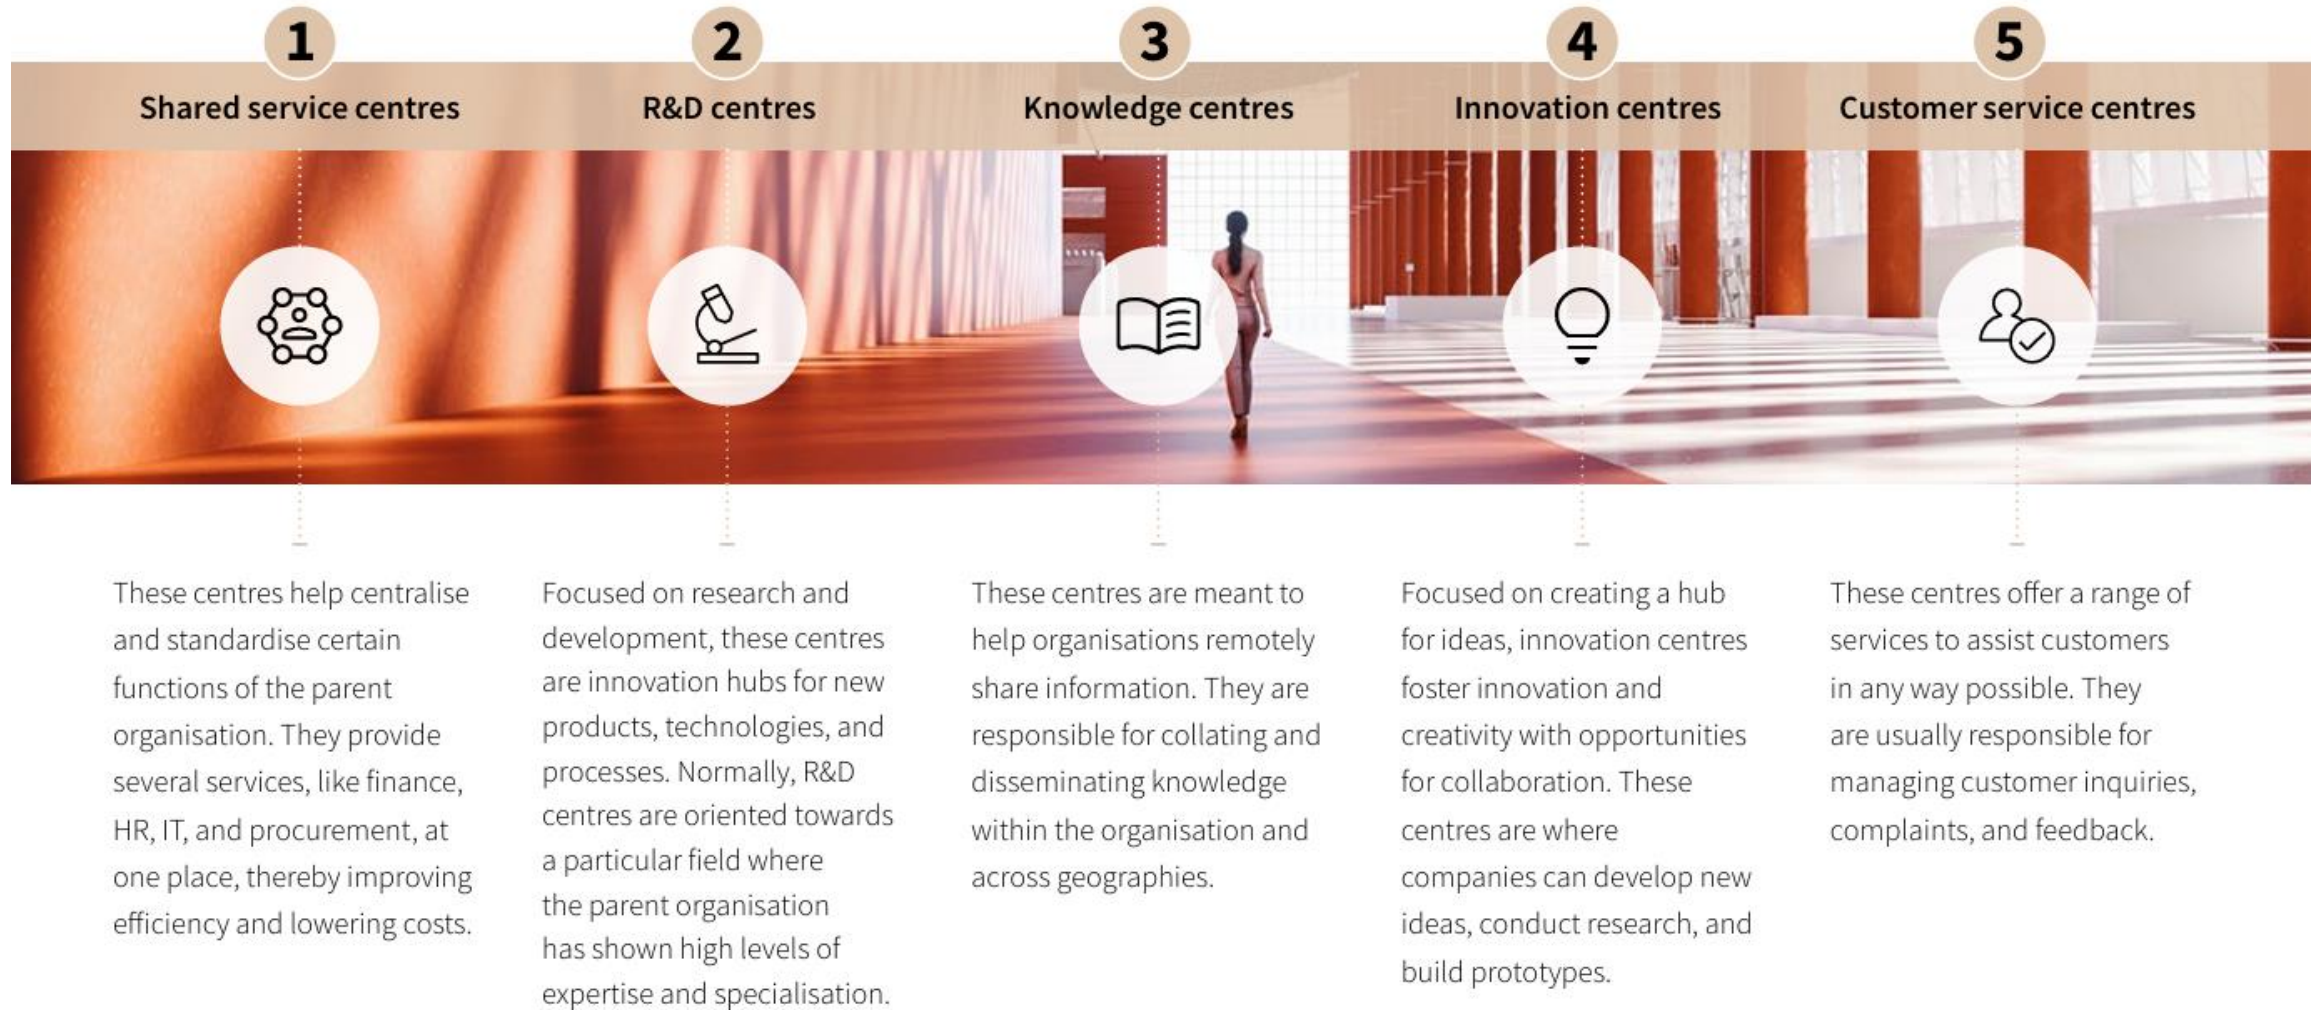 1
Shared service centres
2
R&D centres
3
Knowledge centres
4
Innovation centres
5
Customer service centres
These centres help centralise
and standardise certain
functions of the parent
organisation. They provide
several services, like finance,
HR, IT, and procurement, at
one place, thereby improving
efficiency and lowering costs.
Focused on research and
development, these centres
are innovation hubs for new
products, technologies, and
processes. Normally, R&D
centres are oriented towards
a particular field where
the parent organisation
has shown high levels of
expertise and specialisation.
These centres are meant to
help organisations remotely
share information. They are
responsible for collating and
disseminating knowledge
within the organisation and
across geographies.
Focused on creating a hub
for ideas, innovation centres
foster innovation and
creativity with opportunities
for collaboration. These
centres are where
companies can develop new
ideas, conduct research, and
build prototypes.
These centres offer a range of
services to assist customers
in any way possible. They
are usually responsible for
managing customer inquiries,
complaints, and feedback.